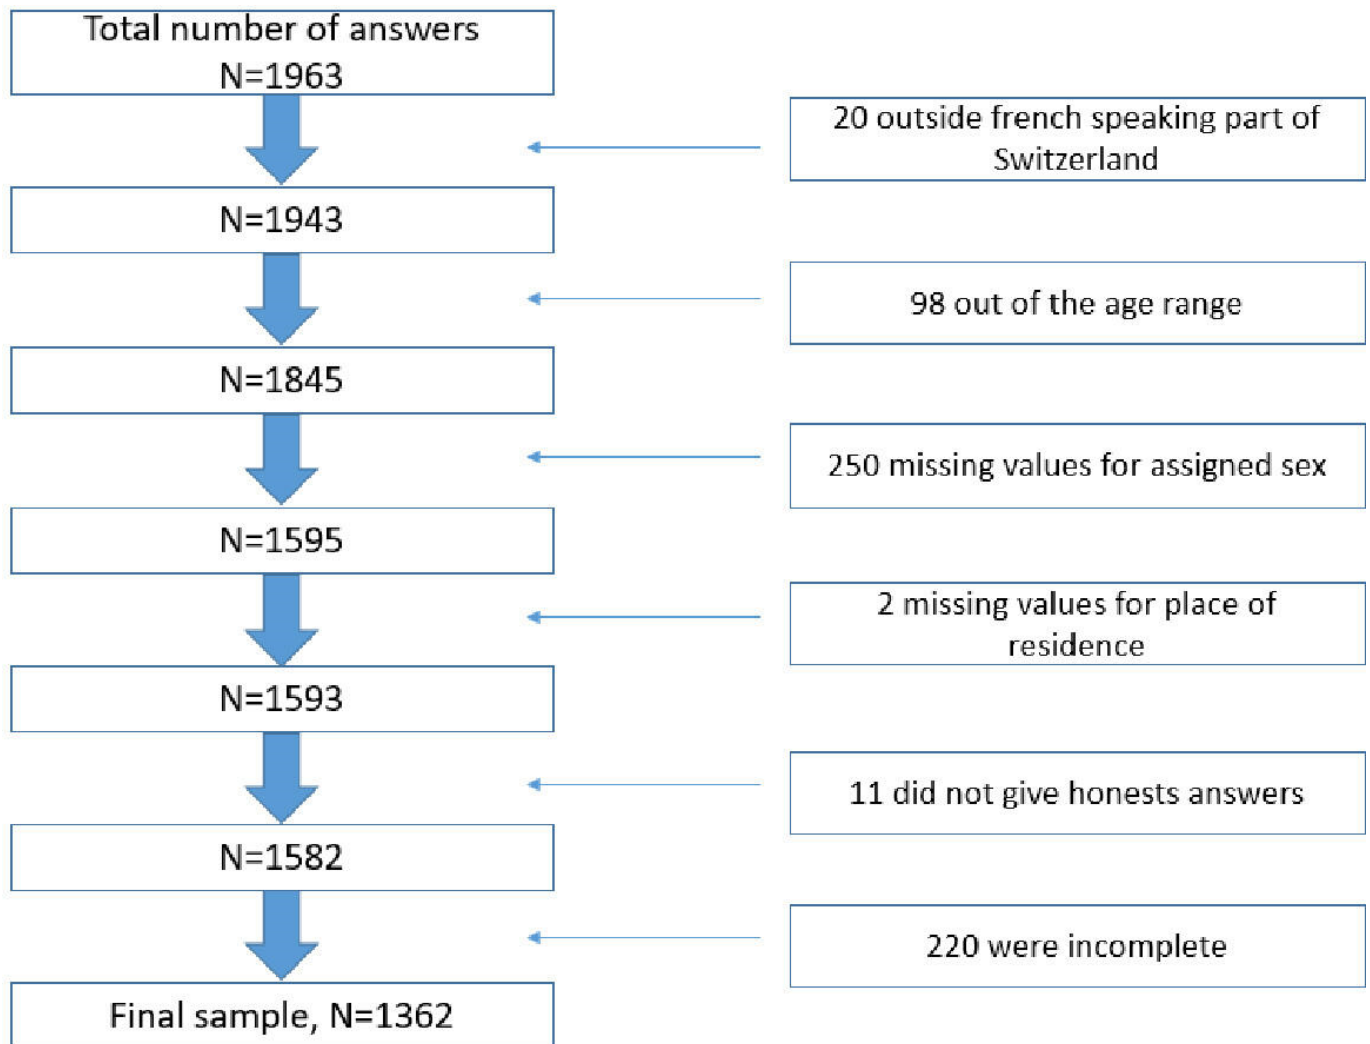 Total number of answers
N=1963
20 outside french speaking part of
Switzerland
N=1943
98 out of the age range
N=1845
250 missing values for assigned sex
N=1595
2 missing values for place of
residence
N=1593
11 did not give honests answers
N=1582
220 were incomplete
Final sample, N=1362